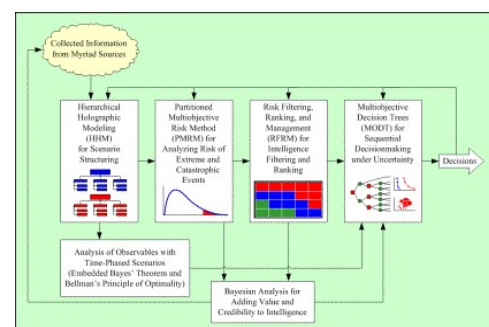 Collected Information
from Myriad Sources
Hierarchical
Holographic
Modeling
(HHM)
for Scenario
Structuring
Partitioned
Multiobjective
Risk Method
(PMRM) for
Analyzing Risk of
Extreme and
Catastrophic
Events
Risk Filtering,
Ranking, and
Management
(RFRM) for
Intelligence
Filtering and
Ranking
Multiobjective
Decision Trees
(MODT) for
Sequential
Decisionmaking
under Uncertainty
Decisions
Analysis of Observables with
Time-Phased Scenarios
(Embedded Bayes' Theorem and
Bellman's Principle of Optimality)
Bayesian Analysis for
Adding Value and
Credibility to Intelligence